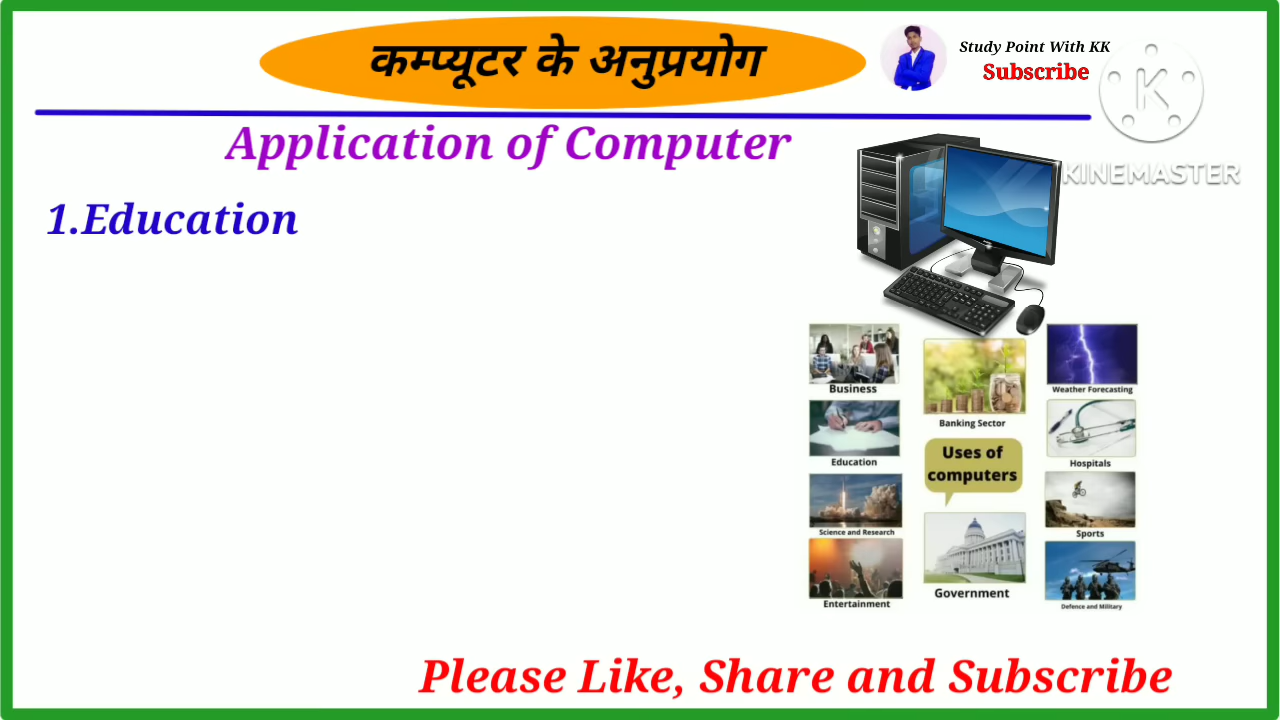 कम्प्यूटर के अनुप्रयोग
Study Point With KK
Subscribe
K
KINEMASTER
Application of Computer
1.Education
Business
Banking Sector
Weather Forecasting
Education
Uses of
computers
Hospitals
Science and Research
Sports
Entertainment
Government
Defence and Military
Please Like, Share and Subscribe